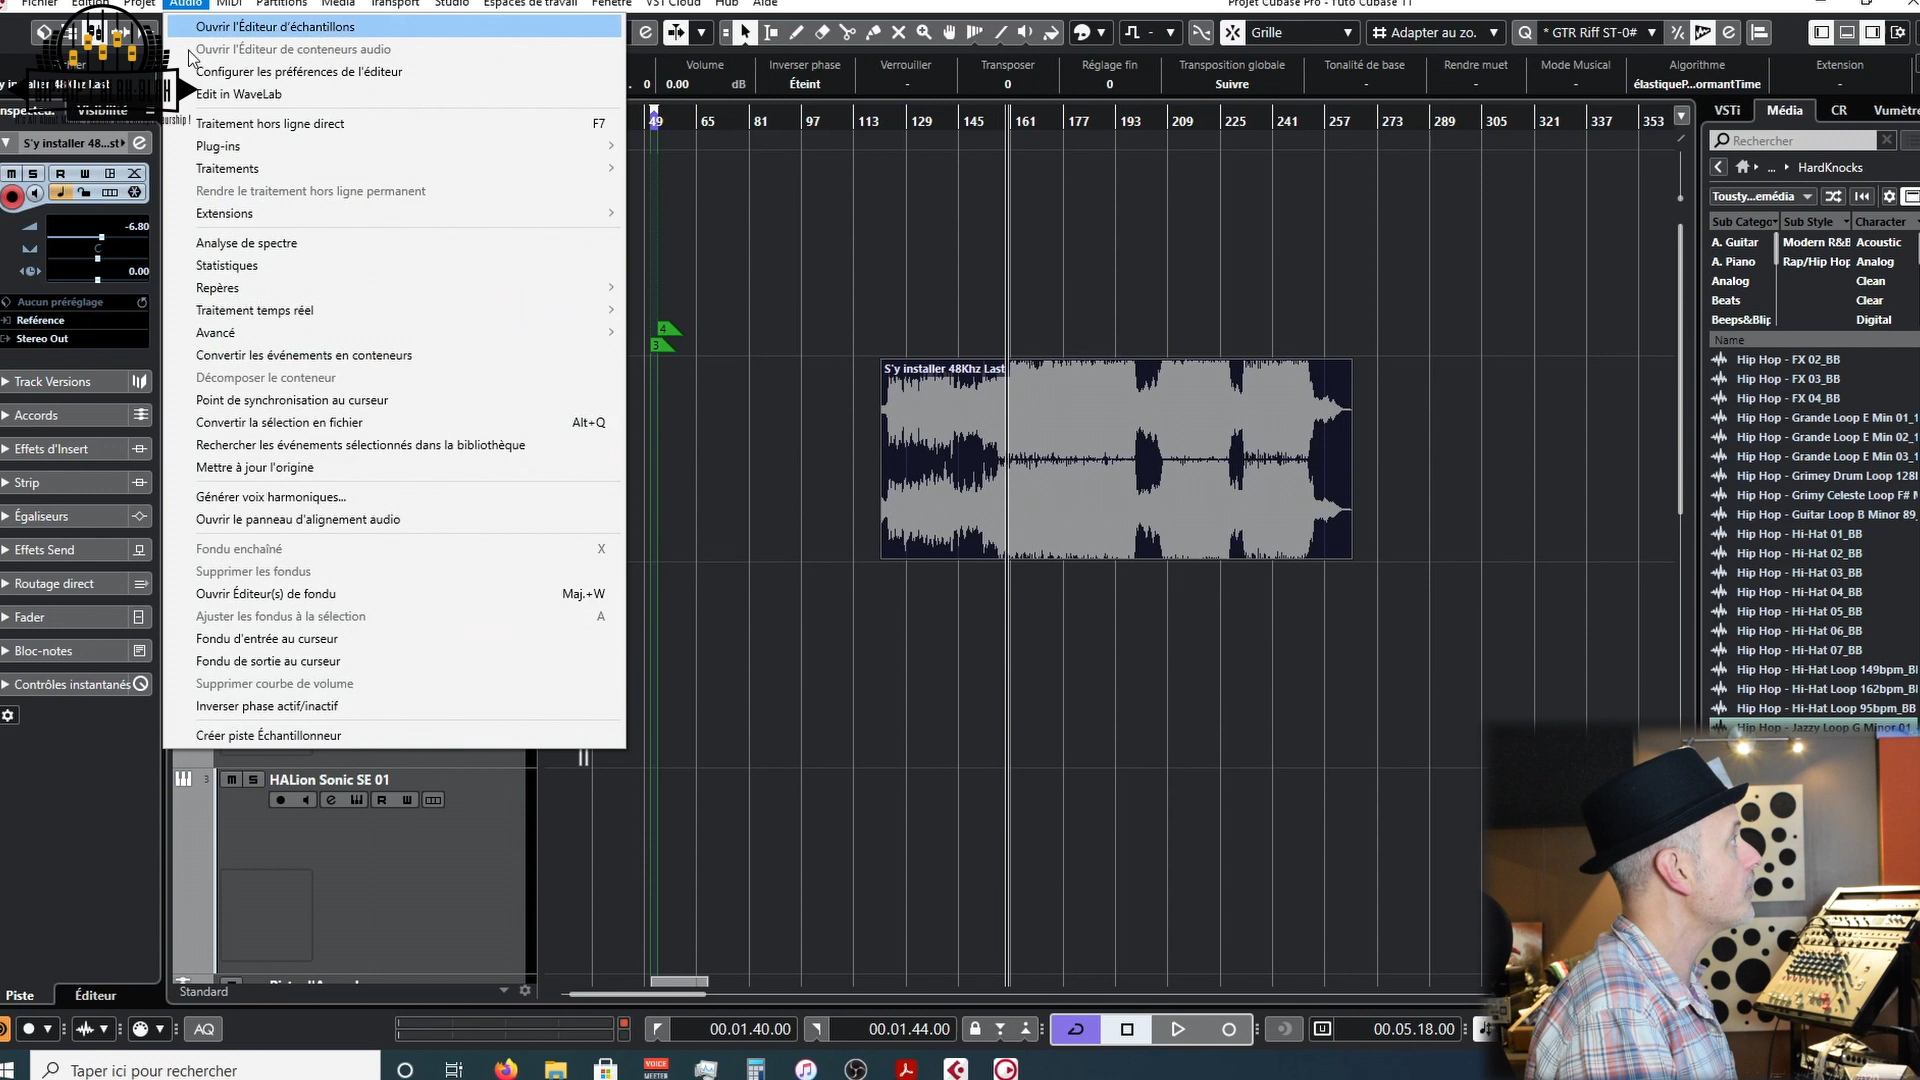 Fichier Edition Projet Audio MIDI Partitions Média Transport Studio Espaces de travail Fenêtre VST Cloud Hub Aide
Projet Cubase Pro - Tuto Cubase 11
Ouvrir l'Éditeur d'échantillons
Ouvrir l'Éditeur de conteneurs audio
Configurer les préférences de l'éditeur
Edit in WaveLab
Traitement hors ligne direct F7
Plug-ins
Traitements
Rendre le traitement hors ligne permanent
Extensions
Analyse de spectre
Statistiques
Repères
Traitement temps réel
Avancé
Convertir les événements en conteneurs
Décomposer le conteneur
Point de synchronisation au curseur
Convertir la sélection en fichier Alt+Q
Rechercher les événements sélectionnés dans la bibliothèque
Mettre à jour l'origine
Générer voix harmoniques...
Ouvrir le panneau d'alignement audio
Fondu enchaîné X
Supprimer les fondus
Ouvrir Éditeur(s) de fondu Maj.+W
Ajuster les fondus à la sélection A
Fondu d'entrée au curseur
Fondu de sortie au curseur
Supprimer courbe de volume
Inverser phase actif/inactif
Créer piste Échantillonneur
Grille
Adapter au zo.
* GTR Riff ST-0#
Volume Inverser phase Verrouiller Transposer Réglage fin Transposition globale Tonalité de base Rendre muet Mode Musical Algorithme Extension
0 0.00 dB Éteint - 0 0 Suivre - - - élastiqueP...ormantTime -
49 65 81 97 113 129 145 161 177 193 209 225 241 257 273 289 305 321 337 353
4
3
S'y installer 48Khz Last
y installer 48Khz Last
Inspected. Visibilité
S'y installer 48...st
M S R W
-6.80
C
0.00
Aucun préréglage
Reférence
Stereo Out
Track Versions
Accords
Effets d'Insert
Strip
Égaliseurs
Effets Send
Routage direct
Fader
Bloc-notes
Contrôles instantanés
3 M S HALion Sonic SE 01
R W
Standard
Piste Éditeur
VSTi Média CR Vumètre
Rechercher
... HardKnocks
Tousty...emédia
Sub Catego Sub Style Character
A. Guitar Modern R&B Acoustic
A. Piano Rap/Hip Hop Analog
Analog Clean
Beats Clear
Beeps&Blip Digital
Name
Hip Hop - FX 02_BB
Hip Hop - FX 03_BB
Hip Hop - FX 04_BB
Hip Hop - Grande Loop E Min 01_1
Hip Hop - Grande Loop E Min 02_1
Hip Hop - Grande Loop E Min 03_1
Hip Hop - Grimey Drum Loop 128
Hip Hop - Grimy Celeste Loop F# M
Hip Hop - Guitar Loop B Minor 89_
Hip Hop - Hi-Hat 01_BB
Hip Hop - Hi-Hat 02_BB
Hip Hop - Hi-Hat 03_BB
Hip Hop - Hi-Hat 04_BB
Hip Hop - Hi-Hat 05_BB
Hip Hop - Hi-Hat 06_BB
Hip Hop - Hi-Hat 07_BB
Hip Hop - Hi-Hat Loop 149bpm_B
Hip Hop - Hi-Hat Loop 162bpm_B
Hip Hop - Hi-Hat Loop 95bpm_BB
Hip Hop - Jazzy Loop G Minor 01
AQ
00.01.40.00
00.01.44.00
00.05.18.00
Taper ici pour rechercher
VOICE
MEETER